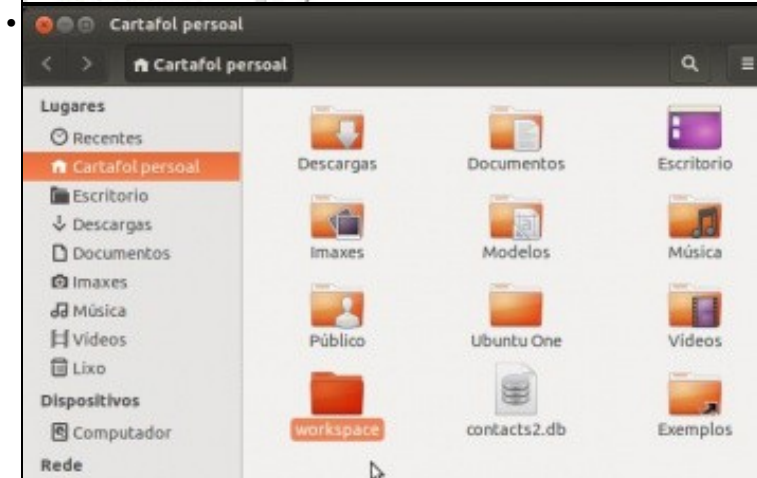 Cartafol persoal
Cartafol persoal
Lugares
Recentes
Cartafol persoal
Escritorio
Descargas
Documentos
Imaxes
Música
Vídeos
Lixo
Dispositivos
Computador
Rede
Descargas Documentos Escritorio
Imaxes Modelos Música
Público Ubuntu One Vídeos
workspace contacts2.db Exemplos